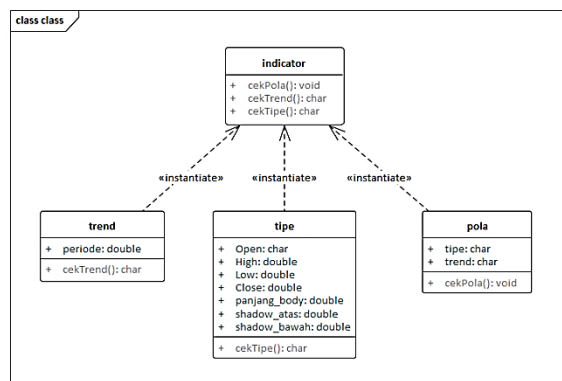 class class
indicator
+ cekPola(): void
+ cekTrend(): char
+ cekTipe(): char
«instantiate» «instantiate» «instantiate»
trend
+ periode: double
+ cekTrend(): char
tipe
+ Open: char
+ High: double
+ Low: double
+ Close: double
+ panjang_body: double
+ shadow_atas: double
+ shadow_bawah: double
+ cekTipe(): char
pola
+ tipe: char
+ trend: char
+ cekPola(): void